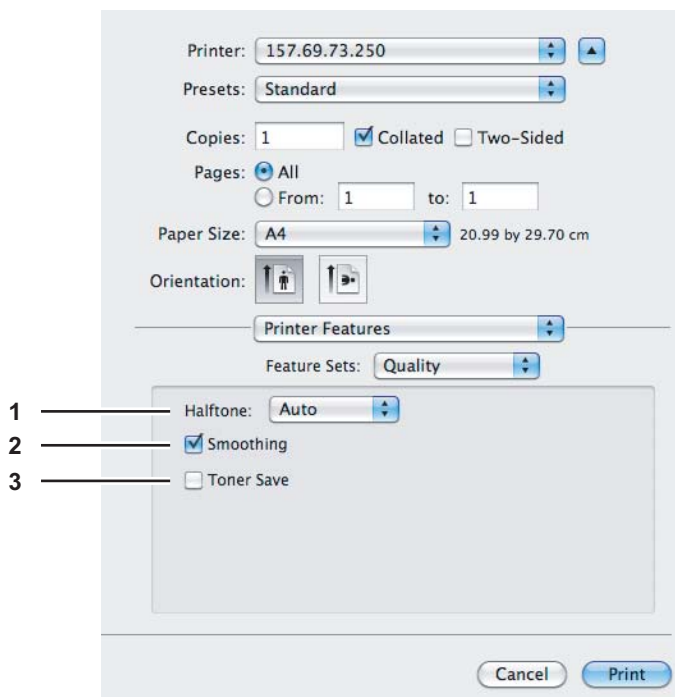 Printer: 157.69.73.250
Presets: Standard
Copies: 1 Collated Two-Sided
Pages: All
From: 1 to: 1
Paper Size: A4 20.99 by 29.70 cm
Orientation:
Printer Features
Feature Sets: Quality
1 Halftone: Auto
2 Smoothing
3 Toner Save
Cancel Print